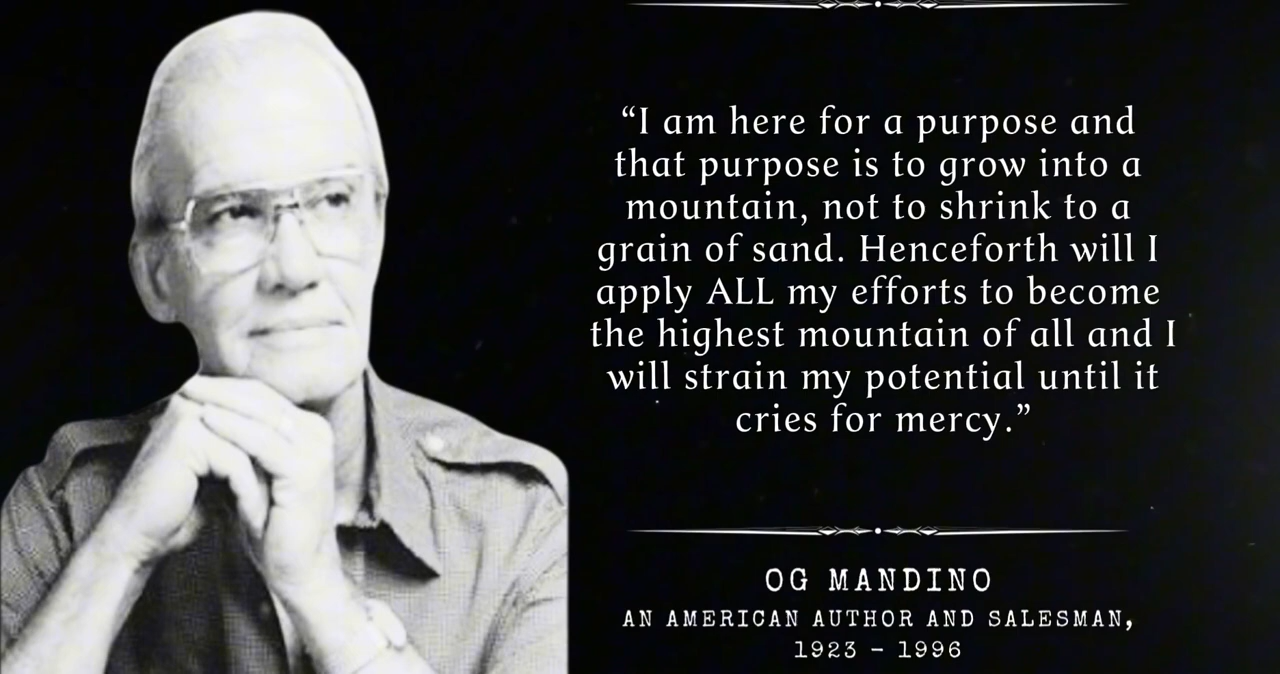 “I am here for a purpose and
that purpose is to grow into a
mountain, not to shrink to a
grain of sand. Henceforth will I
apply ALL my efforts to become
the highest mountain of all and I
will strain my potential until it
cries for mercy.”
OG MANDINO
AN AMERICAN AUTHOR AND SALESMAN,
1923 – 1996